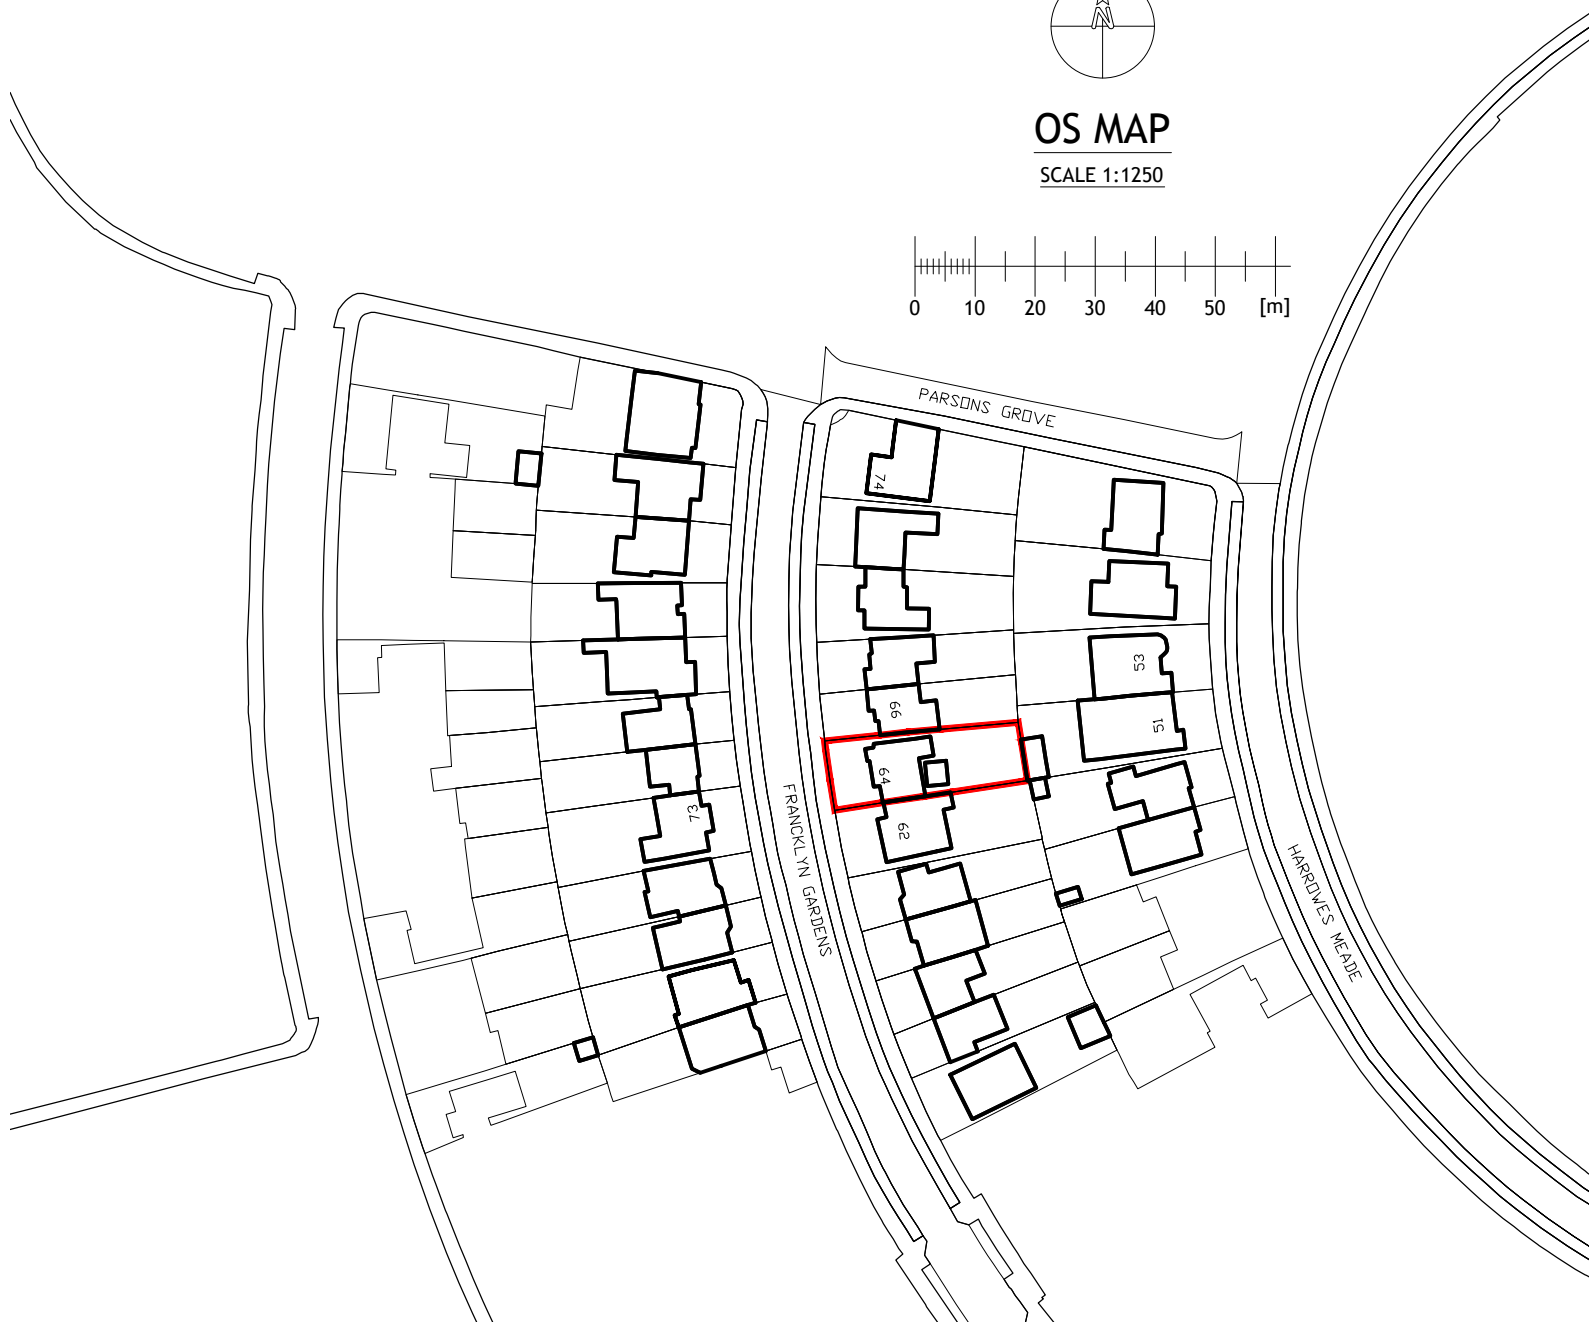 N
OS MAP
SCALE 1:1250
0 10 20 30 40 50 [m]
PARSONS GROVE
74
53
66
51
64
73
62
FRANCKLYN GARDENS
HARROWES MEADE